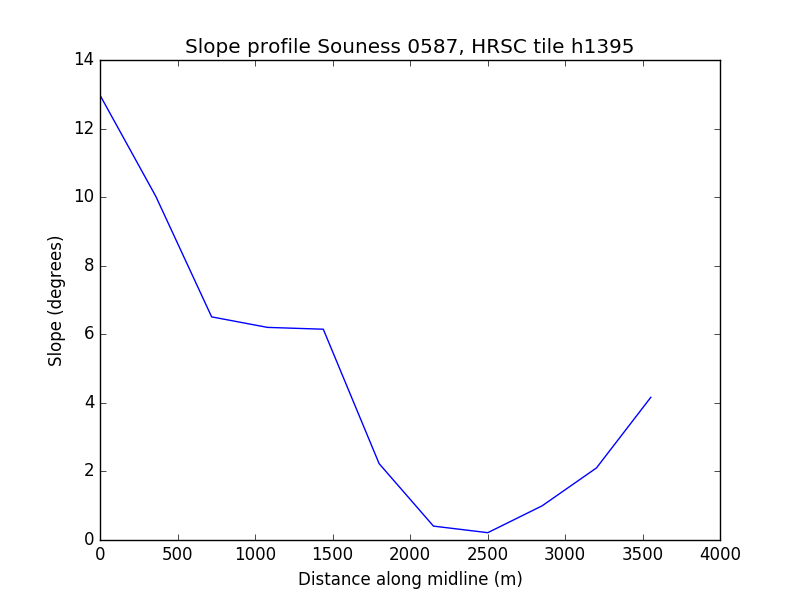 Slope profile Souness 0587, HRSC tile h1395
14
12
10
8
6
4
2
0
Slope (degrees)
0 500 1000 1500 2000 2500 3000 3500 4000
Distance along midline (m)